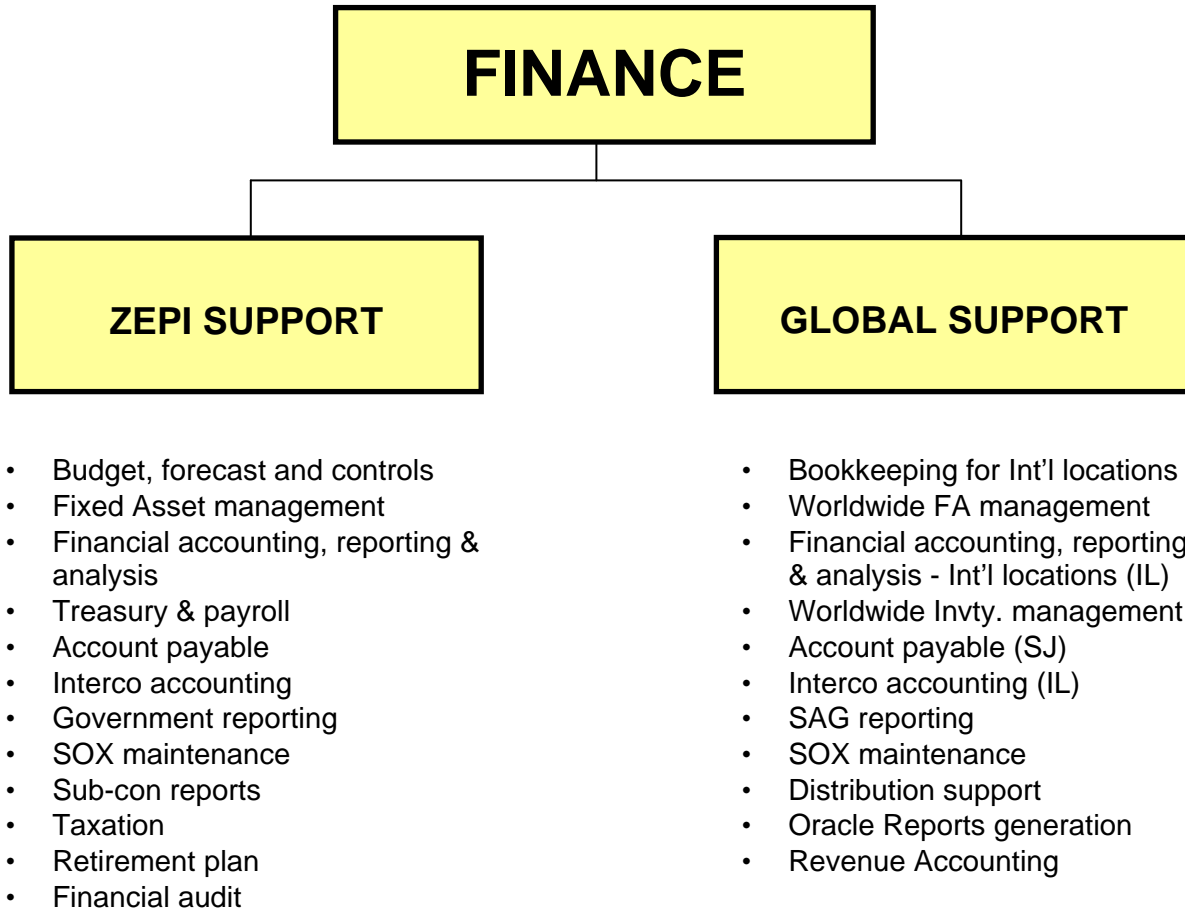 FINANCE
ZEPI SUPPORT
GLOBAL SUPPORT
• Budget, forecast and controls
• Fixed Asset management
• Financial accounting, reporting &
analysis
• Treasury & payroll
• Account payable
• Interco accounting
• Government reporting
• SOX maintenance
• Sub-con reports
• Taxation
• Retirement plan
• Financial audit
• Bookkeeping for Int’l locations
• Worldwide FA management
• Financial accounting, reporting
& analysis - Int’l locations (IL)
• Worldwide Invty. management
• Account payable (SJ)
• Interco accounting (IL)
• SAG reporting
• SOX maintenance
• Distribution support
• Oracle Reports generation
• Revenue Accounting